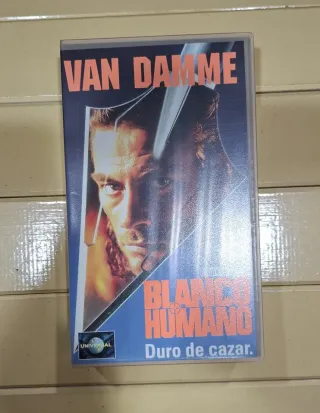 VAN DAMME
BLANCO
HUMANO
Duro de cazar.
UNIVERSAL